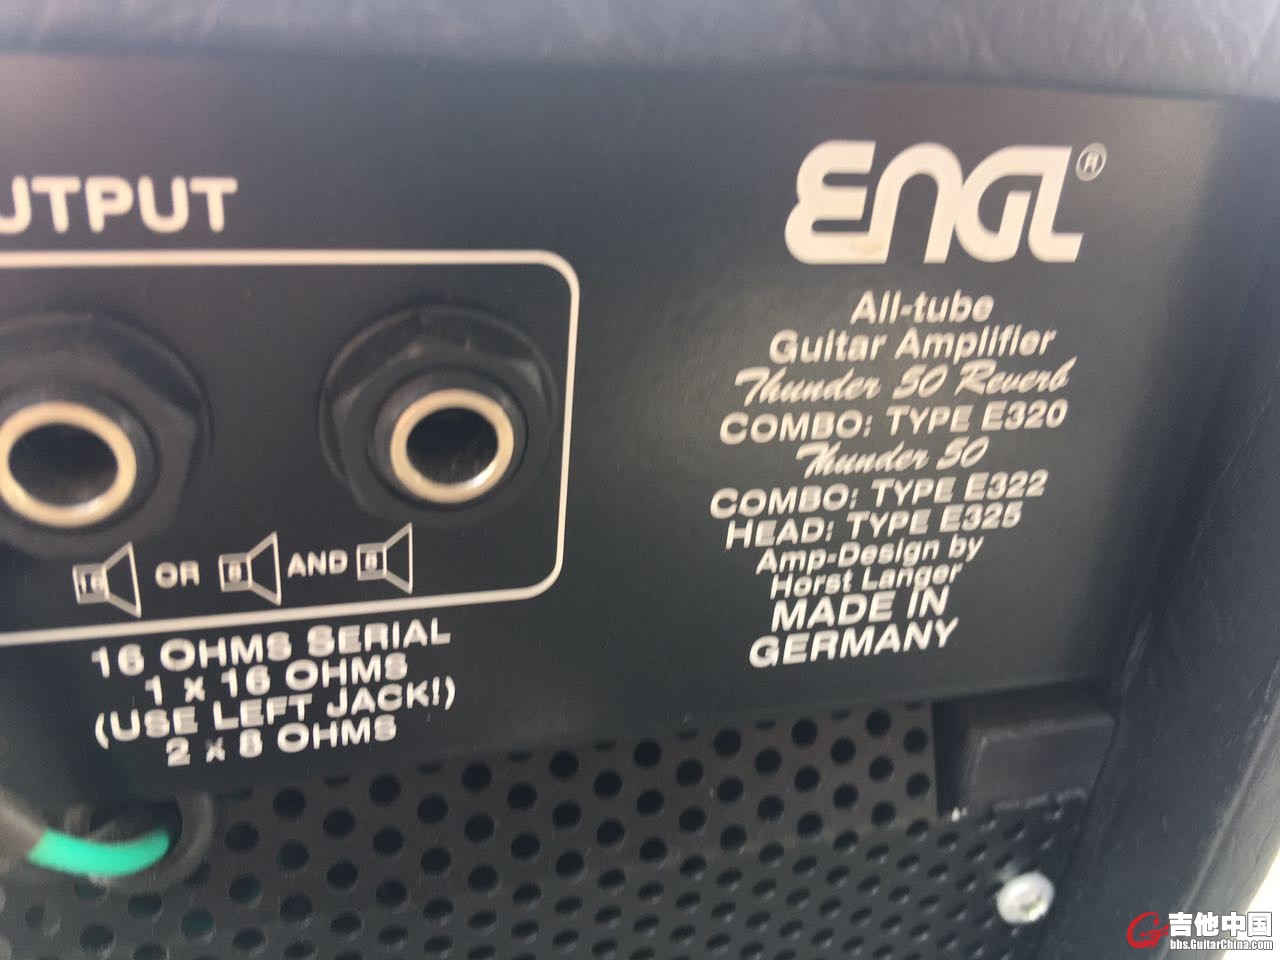 UTPUT
16 OR 8 AND 8
16 OHMS SERIAL
1 x 16 OHMS
(USE LEFT JACK!)
2 x 8 OHMS
ENGL®
All-tube
Guitar Amplifier
Thunder 50 Reverb
COMBO: TYPE E320
Thunder 50
COMBO: TYPE E322
HEAD: TYPE E325
Amp-Design by
Horst Langer
MADE IN
GERMANY
吉他中国
bbs.GuitarChina.com